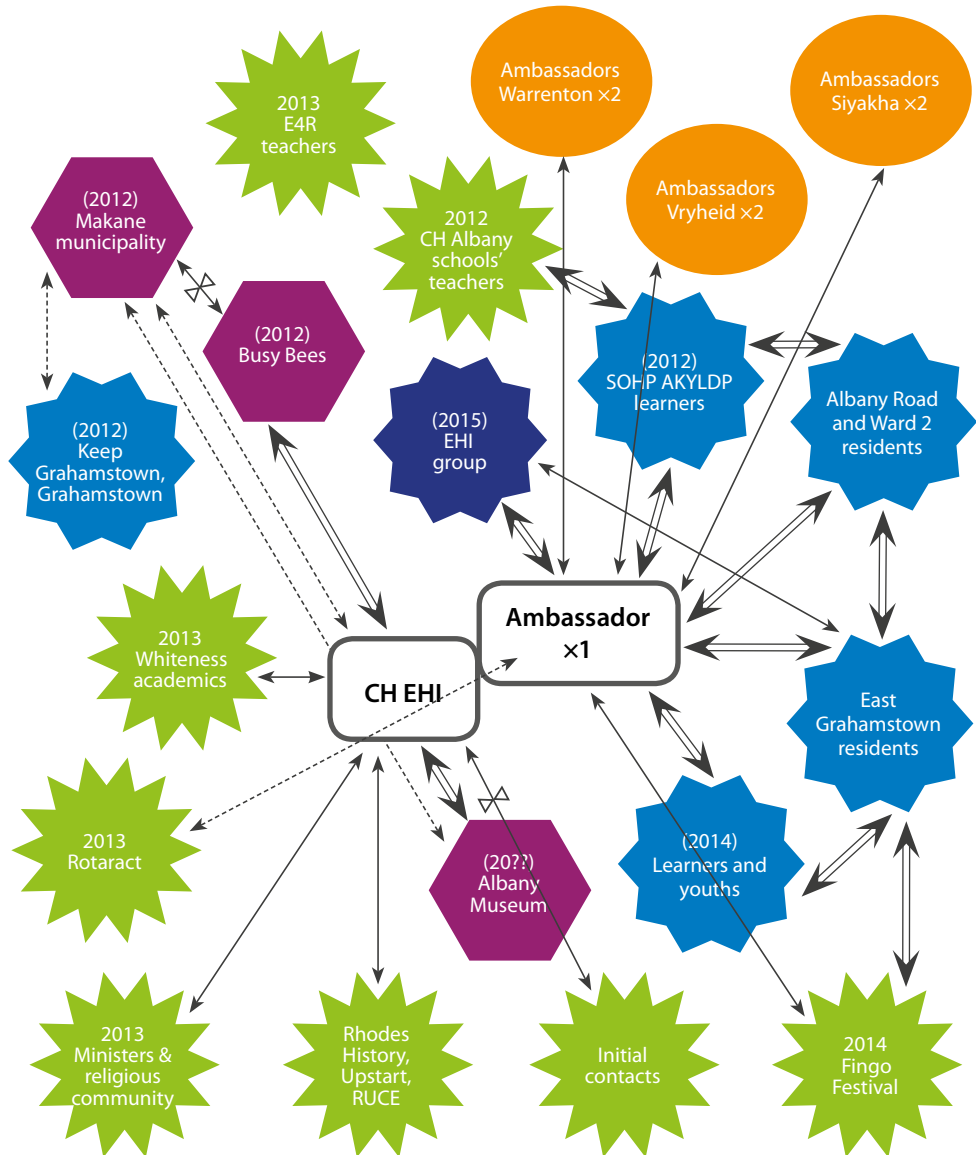 Ambassadors
Warrenton ×2
Ambassadors
Siyakha ×2
2013
E4R
teachers
(2012)
Makane
municipality
Ambassadors
Vryheid ×2
2012
CH Albany
schools’
teachers
(2012)
Busy Bees
(2012)
SOHP AKYLDP
learners
Albany Road
and Ward 2
residents
(2012)
Keep
Grahamstown,
Grahamstown
(2015)
EHI
group
Ambassador
×1
2013
Whiteness
academics
CH EHI
East
Grahamstown
residents
2013
Rotaract
(20??)
Albany
Museum
(2014)
Learners and
youths
2013
Ministers &
religious
community
Rhodes
History,
Upstart,
RUCE
Initial
contacts
2014
Fingo
Festival